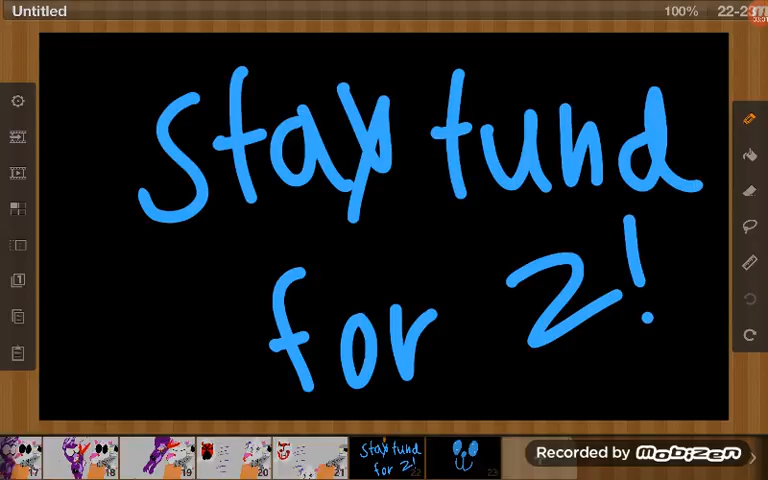 Untitled
100%
Stay tund
for 2!
17
18
19
20
21
Stay tund
for 2!
22
23
Recorded by mobizen